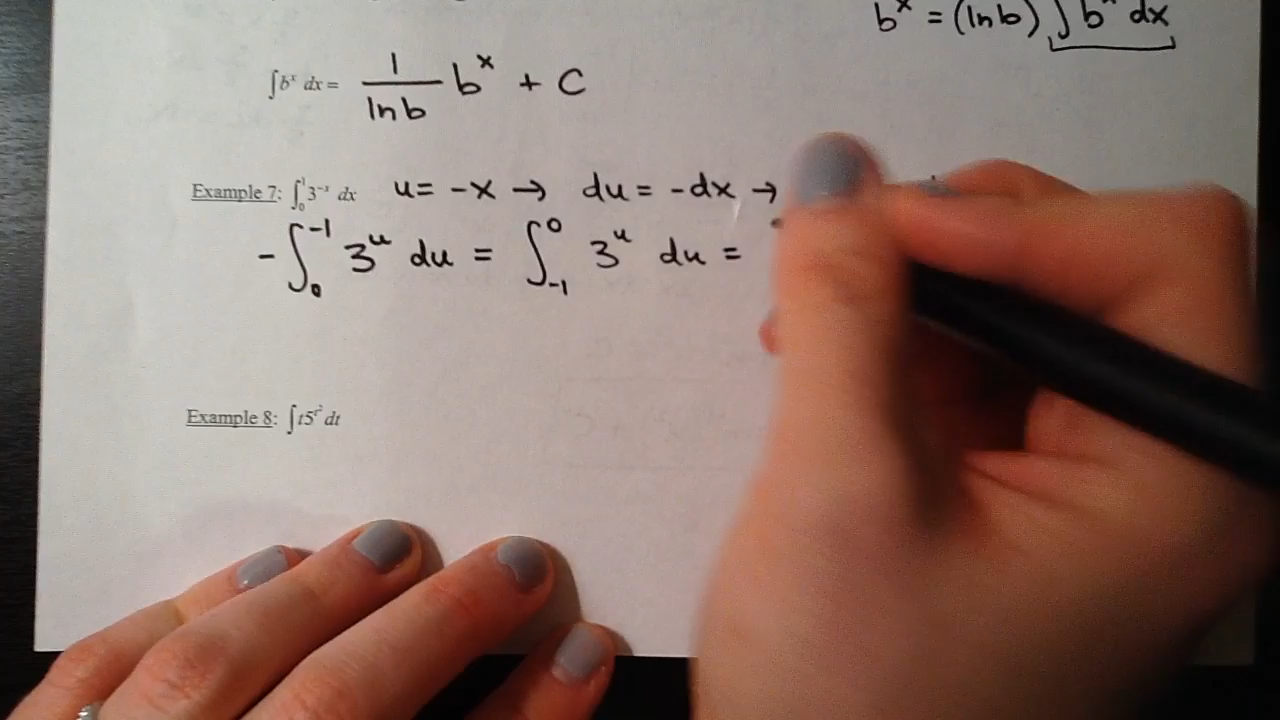 b^x = (ln b) ∫ b^x dx
∫b^x dx = 1/ln b b^x + C
Example 7: ∫_0^1 3^{-x} dx u = -x → du = -dx →
-∫_0^{-1} 3^u du = ∫_{-1}^0 3^u du =
Example 8: ∫t5^{t^2} dt